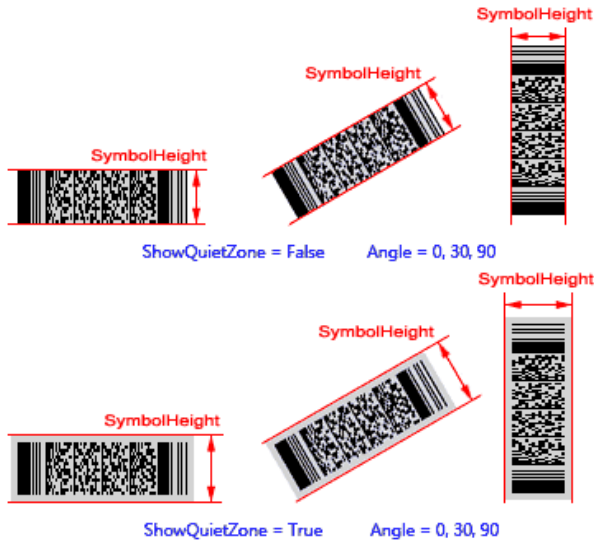 SymbolHeight
SymbolHeight
SymbolHeight
ShowQuietZone = False Angle = 0, 30, 90
SymbolHeight
SymbolHeight
SymbolHeight
ShowQuietZone = True Angle = 0, 30, 90